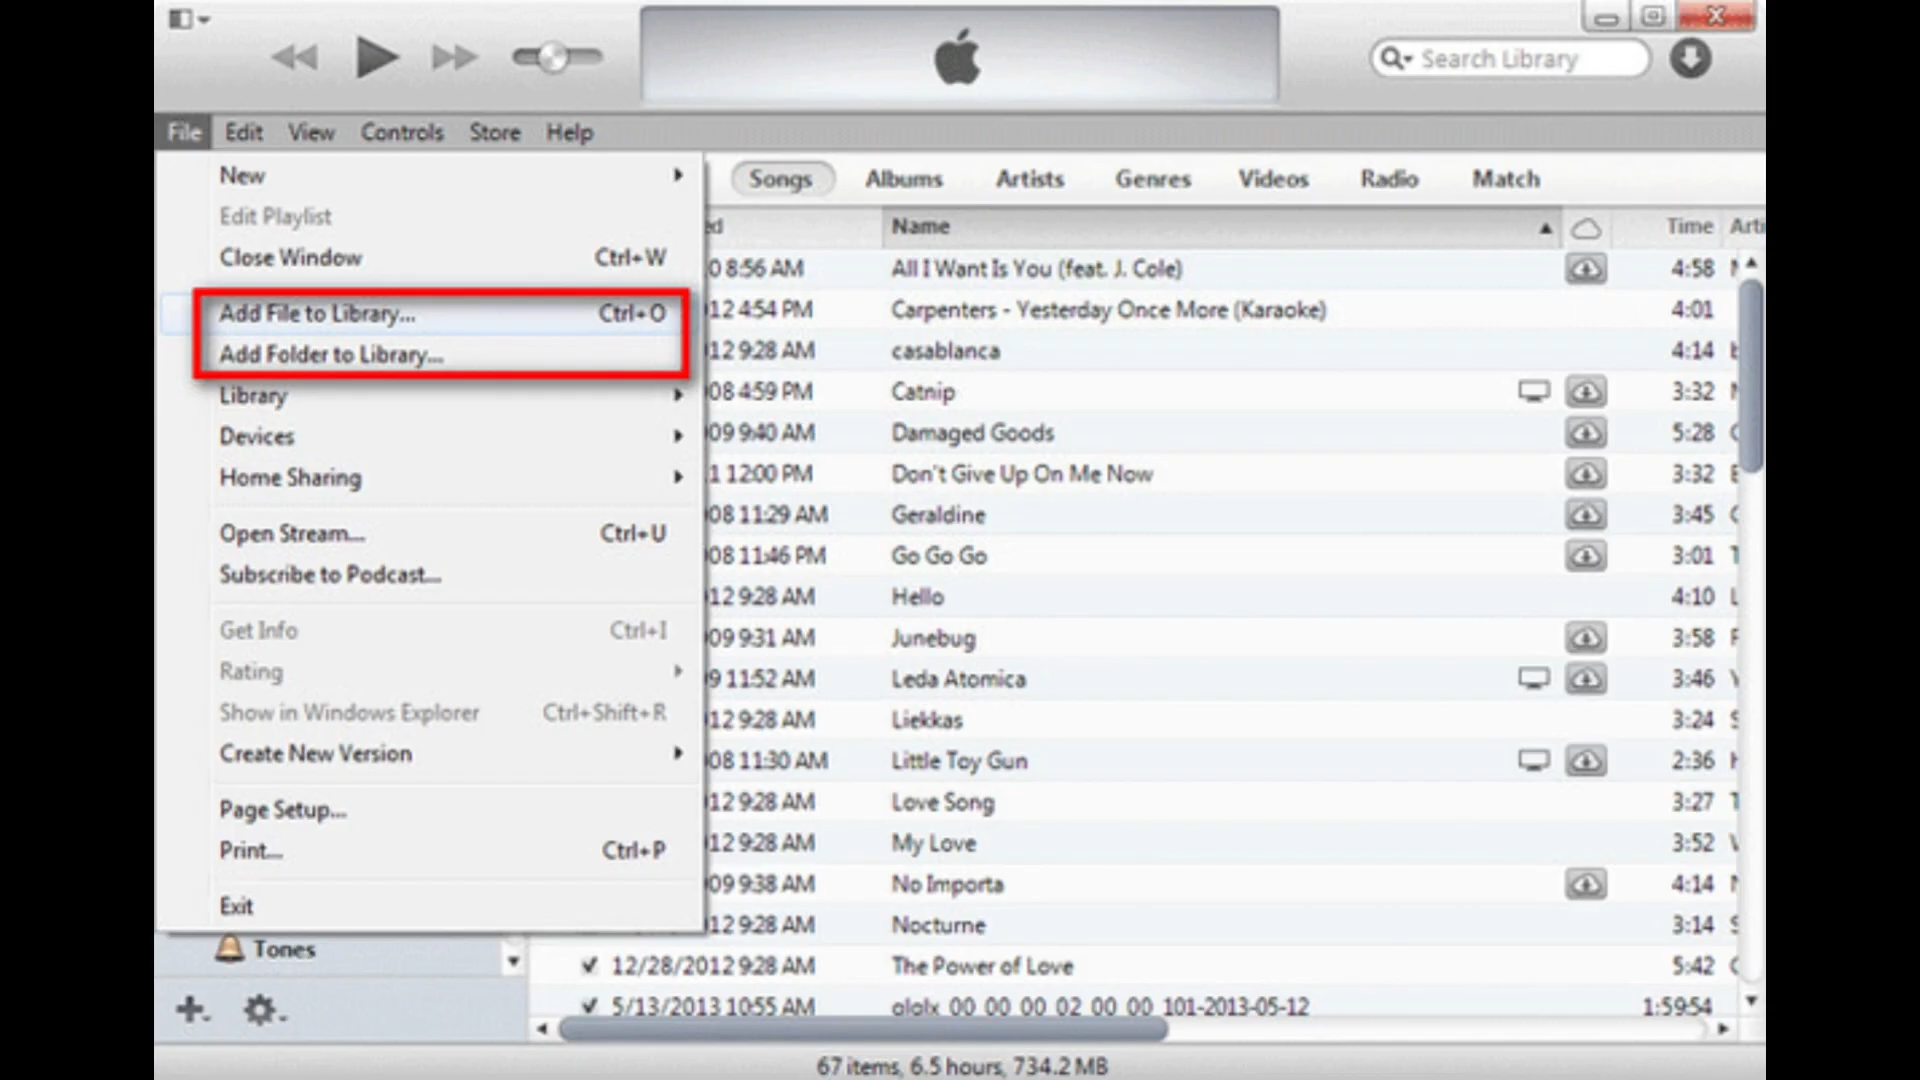 Search Library
File Edit View Controls Store Help
New
Edit Playlist
Close Window Ctrl+W
Add File to Library... Ctrl+O
Add Folder to Library...
Library
Devices
Home Sharing
Open Stream... Ctrl+U
Subscribe to Podcast...
Get Info Ctrl+I
Rating
Show in Windows Explorer Ctrl+Shift+R
Create New Version
Page Setup...
Print... Ctrl+P
Exit
Tones
Songs Albums Artists Genres Videos Radio Match
Name Time
8:56 AM All I Want Is You (feat. J. Cole) 4:58
12 4:54 PM Carpenters - Yesterday Once More (Karaoke) 4:01
12 9:28 AM casablanca 4:14
08 4:59 PM Catnip 3:32
09 9:40 AM Damaged Goods 5:28
1 12:00 PM Don't Give Up On Me Now 3:32
08 11:29 AM Geraldine 3:45
08 11:46 PM Go Go Go 3:01
12 9:28 AM Hello 4:10
09 9:31 AM Junebug 3:58
9 11:52 AM Leda Atomica 3:46
12 9:28 AM Liekkas 3:24
08 11:30 AM Little Toy Gun 2:36
12 9:28 AM Love Song 3:27
12 9:28 AM My Love 3:52
09 9:38 AM No Importa 4:14
12 9:28 AM Nocturne 3:14
12/28/2012 9:28 AM The Power of Love 5:42
5/13/2013 10:55 AM ololx_00_00_00_02_00_00_101-2013-05-12 1:59:54
67 items, 6.5 hours, 734.2 MB